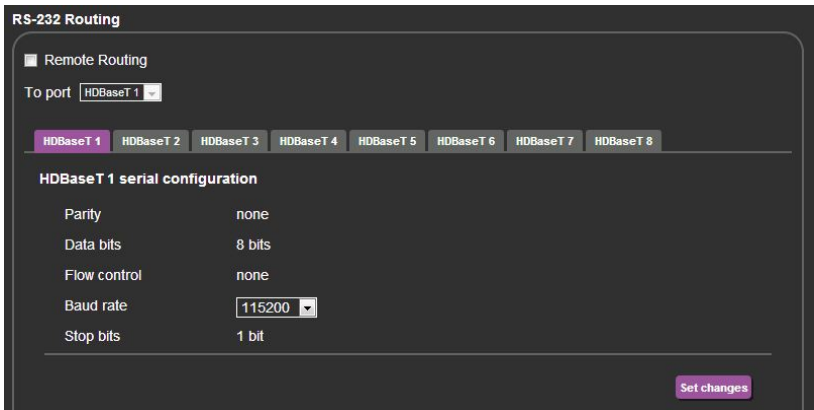 RS-232 Routing
Remote Routing
To port HDBaseT 1
HDBaseT 1 HDBaseT 2 HDBaseT 3 HDBaseT 4 HDBaseT 5 HDBaseT 6 HDBaseT 7 HDBaseT 8
HDBaseT 1 serial configuration
Parity none
Data bits 8 bits
Flow control none
Baud rate 115200
Stop bits 1 bit
Set changes